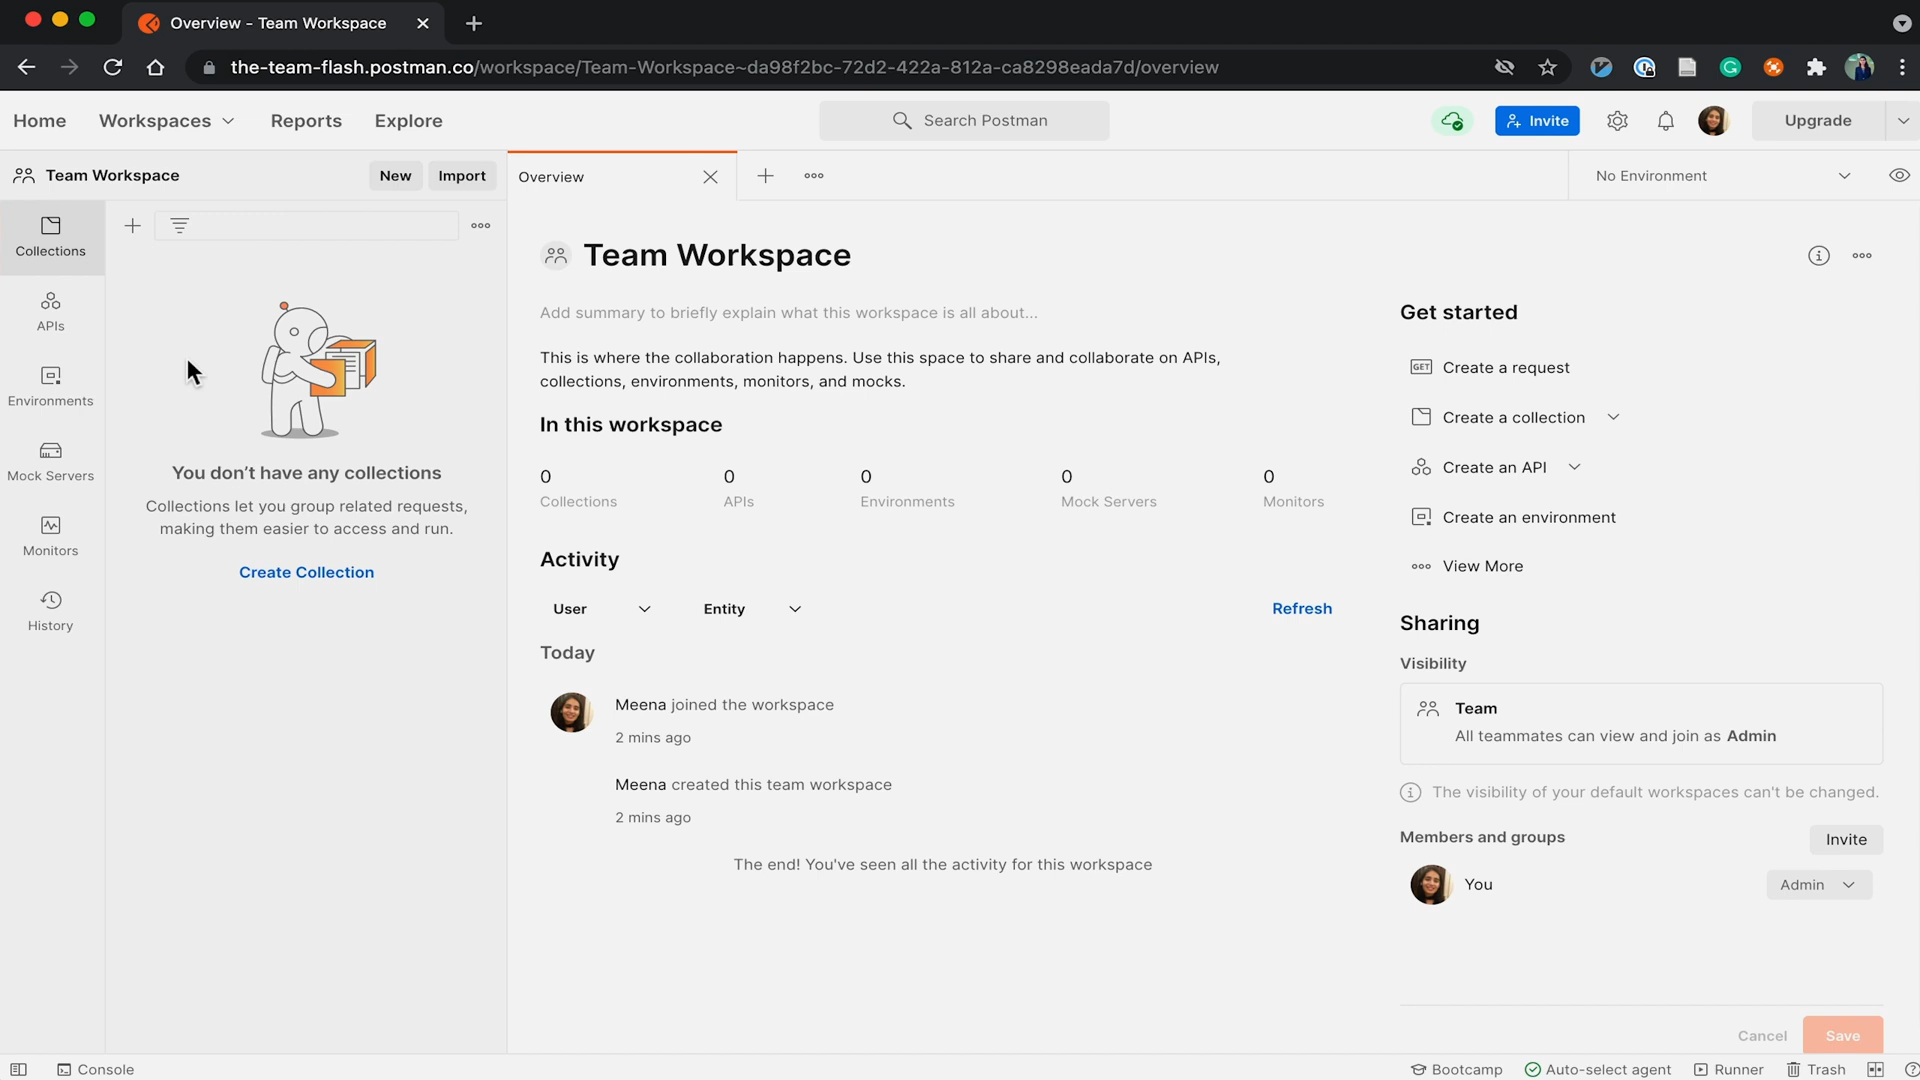 Overview - Team Workspace
the-team-flash.postman.co/workspace/Team-Workspace~da98f2bc-72d2-422a-812a-ca8298eada7d/overview
Home
Workspaces
Reports
Explore
Search Postman
Invite
Upgrade
Team Workspace
New
Import
Overview
No Environment
Collections
APIs
Environments
Mock Servers
Monitors
History
You don't have any collections
Collections let you group related requests,
making them easier to access and run.
Create Collection
Team Workspace
Add summary to briefly explain what this workspace is all about...
This is where the collaboration happens. Use this space to share and collaborate on APIs,
collections, environments, monitors, and mocks.
In this workspace
0
Collections
0
APIs
0
Environments
0
Mock Servers
0
Monitors
Activity
User
Entity
Refresh
Today
Meena joined the workspace
2 mins ago
Meena created this team workspace
2 mins ago
The end! You've seen all the activity for this workspace
Get started
GET Create a request
Create a collection
Create an API
Create an environment
View More
Sharing
Visibility
Team
All teammates can view and join as Admin
The visibility of your default workspaces can't be changed.
Members and groups
Invite
You
Admin
Cancel
Save
Console
Bootcamp
Auto-select agent
Runner
Trash